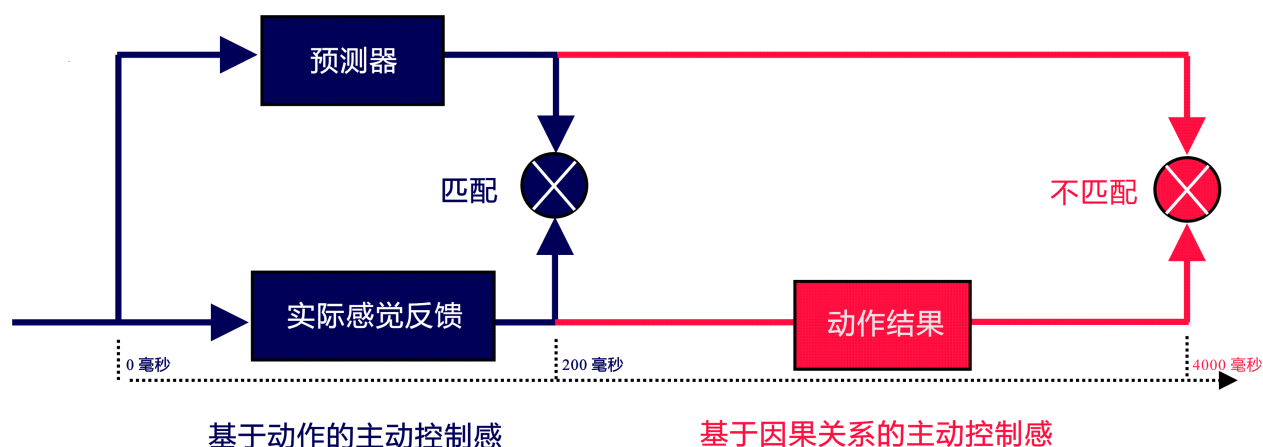 预测器
匹配
不匹配
实际感觉反馈
动作结果
0 毫秒
200 毫秒
4000 毫秒
基于动作的主动控制感
基于因果关系的主动控制感